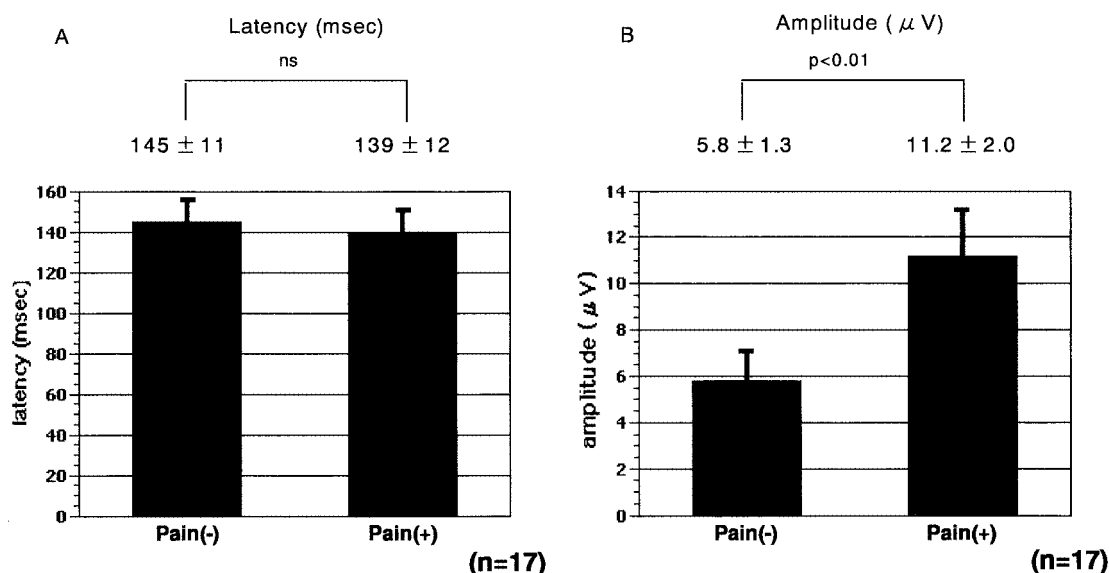 A
Latency (msec)
ns
145 ± 11
139 ± 12
160
140
120
100
80
60
40
20
0
latency (msec)
Pain(-)
Pain(+)
(n=17)
B
Amplitude ( μ V)
p<0.01
5.8 ± 1.3
11.2 ± 2.0
14
12
10
8
6
4
2
0
amplitude ( μ V)
Pain(-)
Pain(+)
(n=17)